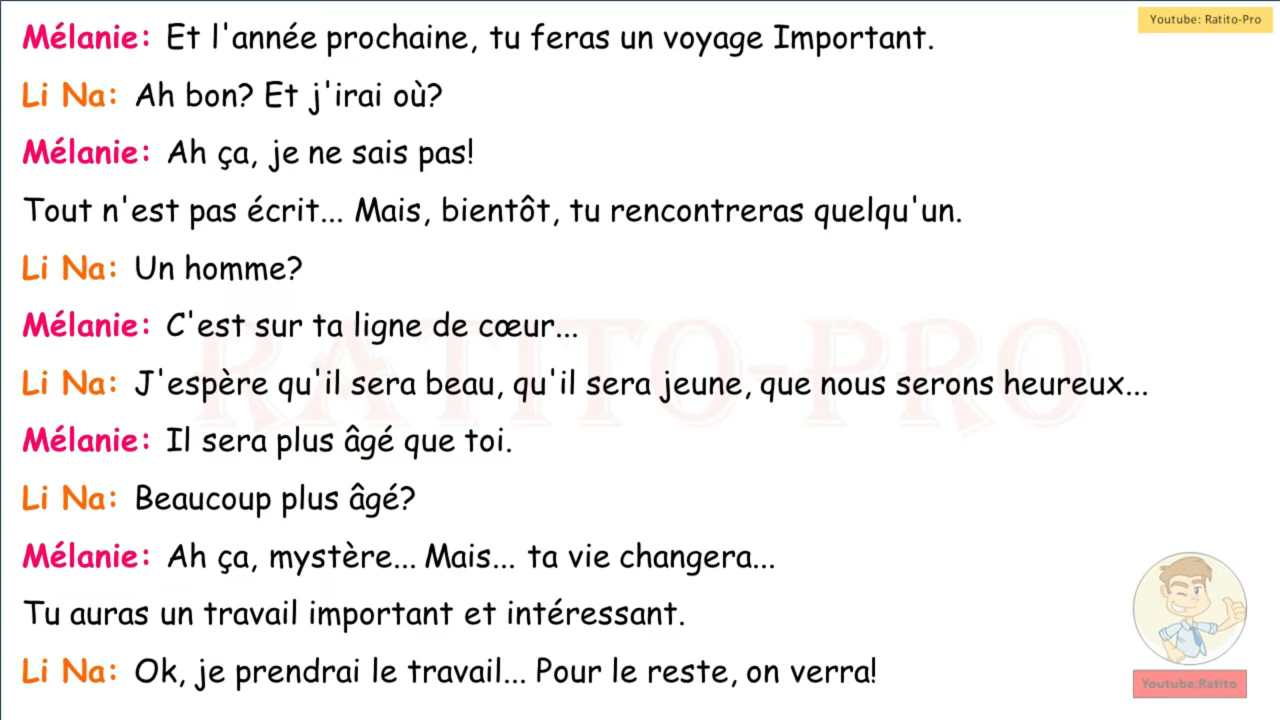 Youtube: Ratito-Pro
Mélanie: Et l'année prochaine, tu feras un voyage Important.
Li Na: Ah bon? Et j'irai où?
Mélanie: Ah ça, je ne sais pas!
Tout n'est pas écrit... Mais, bientôt, tu rencontreras quelqu'un.
Li Na: Un homme?
Mélanie: C'est sur ta ligne de cœur...
Li Na: J'espère qu'il sera beau, qu'il sera jeune, que nous serons heureux...
Mélanie: Il sera plus âgé que toi.
Li Na: Beaucoup plus âgé?
Mélanie: Ah ça, mystère... Mais... ta vie changera...
Tu auras un travail important et intéressant.
Li Na: Ok, je prendrai le travail... Pour le reste, on verra!
RATITO-PRO
Youtube:Ratito